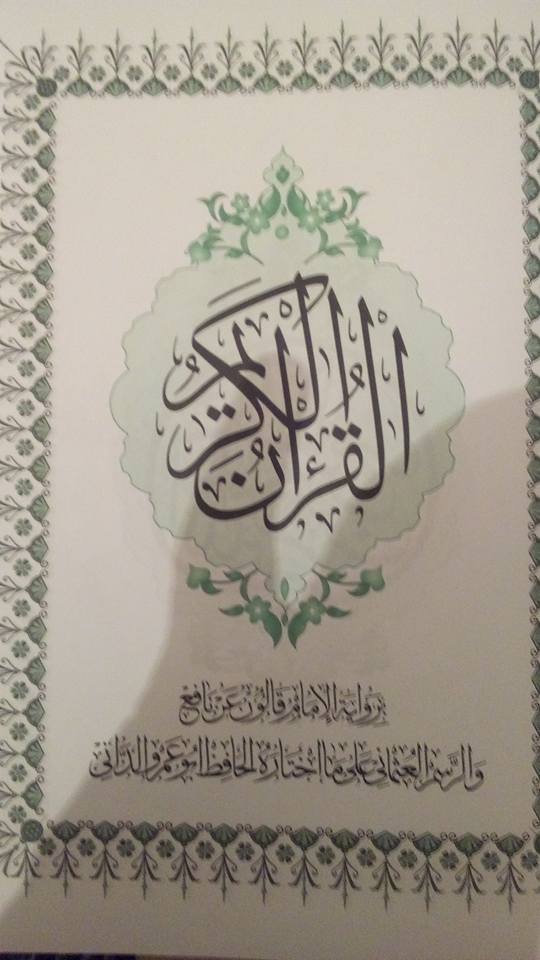 القرآن الكريم
برواية الإمام قالون عن نافع
والرسم العثماني على ما اختاره الحافظ أبو عمرو الداني